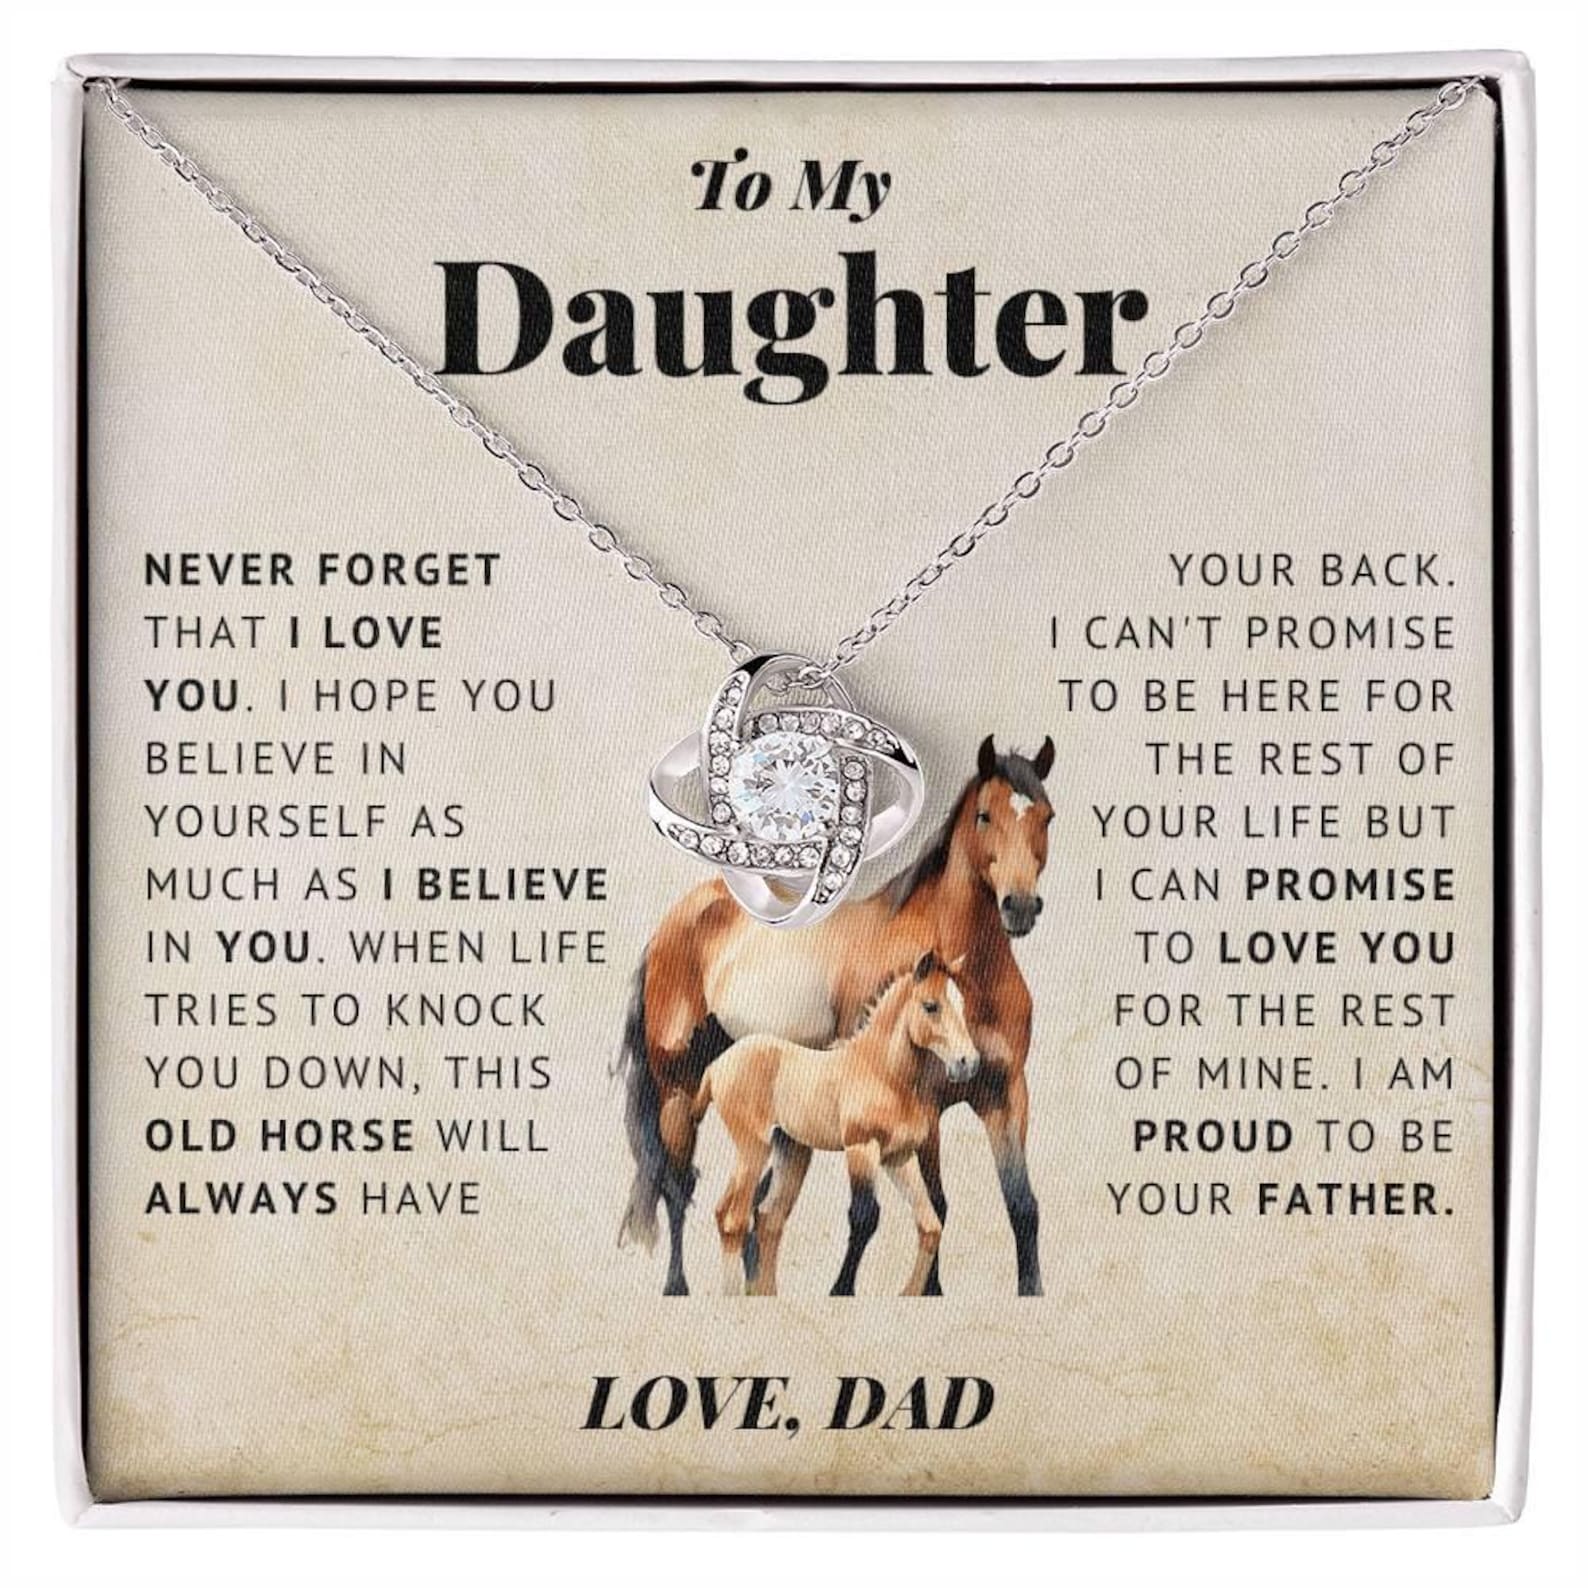 To My
Daughter
NEVER FORGET
THAT I LOVE
YOU. I HOPE YOU
BELIEVE IN
YOURSELF AS
MUCH AS I BELIEVE
IN YOU. WHEN LIFE
TRIES TO KNOCK
YOU DOWN, THIS
OLD HORSE WILL
ALWAYS HAVE
YOUR BACK.
I CAN'T PROMISE
TO BE HERE FOR
THE REST OF
YOUR LIFE BUT
I CAN PROMISE
TO LOVE YOU
FOR THE REST
OF MINE. I AM
PROUD TO BE
YOUR FATHER.
LOVE, DAD